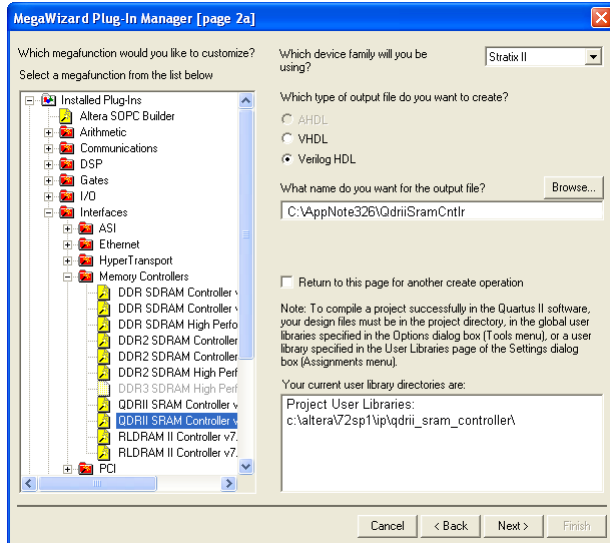 MegaWizard Plug-In Manager [page 2a]
Which megafunction would you like to customize?
Select a megafunction from the list below
Installed Plug-Ins
Altera SOPC Builder
Arithmetic
Communications
DSP
Gates
I/O
Interfaces
ASI
Ethernet
HyperTransport
Memory Controllers
DDR SDRAM Controller v
DDR SDRAM Controller v
DDR SDRAM High Perfo
DDR2 SDRAM Controller
DDR2 SDRAM Controller
DDR2 SDRAM High Perf
DDR3 SDRAM High Perf
QDRII SRAM Controller v
QDRII SRAM Controller v
RLDRAM II Controller v7.
RLDRAM II Controller v7.
PCI
Which device family will you be
using?
Stratix II
Which type of output file do you want to create?
AHDL
VHDL
Verilog HDL
What name do you want for the output file?
Browse...
C:\AppNote326\QdriiSramCntlr
Return to this page for another create operation
Note: To compile a project successfully in the Quartus II software,
your design files must be in the project directory, in the global user
libraries specified in the Options dialog box (Tools menu), or a user
library specified in the User Libraries page of the Settings dialog
box (Assignments menu).
Your current user library directories are:
Project User Libraries:
c:\altera\72sp1\ip\qdrii_sram_controller\
Cancel
< Back
Next >
Finish